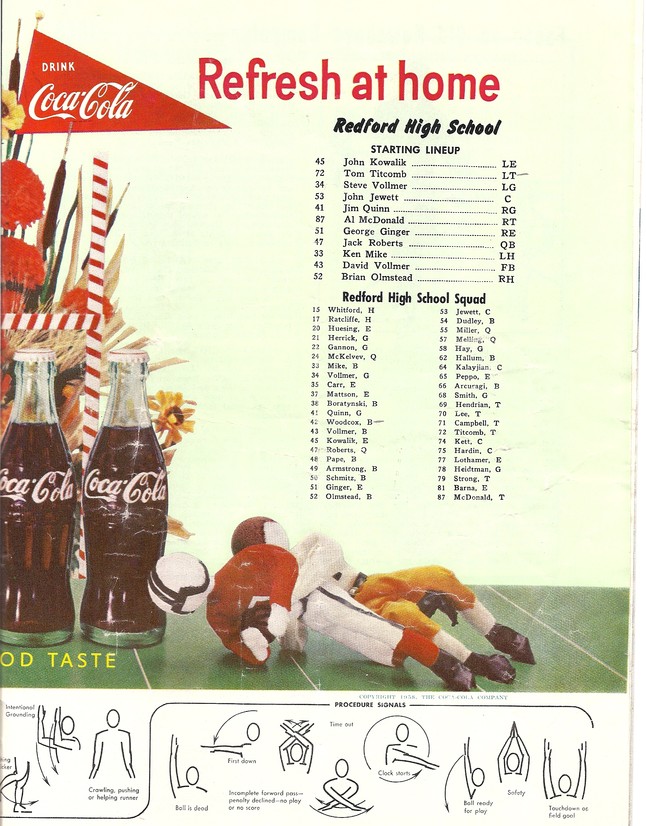 DRINK
Coca-Cola
Refresh at home
Redford High School
STARTING LINEUP
45 John Kowalik ........ LE
72 Tom Titcomb ........ LT
34 Steve Vollmer ........ LG
53 John Jewett ........ C
41 Jim Quinn ........ RG
87 Al McDonald ........ RT
51 George Ginger ........ RE
47 Jack Roberts ........ QB
33 Ken Mike ........ LH
43 David Vollmer ........ FB
52 Brian Olmstead ........ RH
Redford High School Squad
15 Whitford, H
17 Ratcliffe, H
20 Huesing, E
21 Herrick, G
22 Gannon, G
24 McKelvev, Q
33 Mike, B
34 Vollmer, G
35 Carr, E
37 Mattson, E
38 Boratynski, B
41 Quinn, G
42 Woodcox, B
43 Vollmer, B
45 Kowalik, E
47 Roberts, Q
48 Pape, B
49 Armstrong, B
50 Schmitz, B
51 Ginger, E
52 Olmstead, B
53 Jewett, C
54 Dudley, B
55 Miller, Q
57 Melling, Q
58 Hay, G
62 Hallum, B
64 Kalayjian, C
65 Peppo, E
66 Arcuragi, B
68 Smith, G
69 Hendrian, T
70 Lee, T
71 Campbell, T
72 Titcomb, T
74 Kett, C
75 Hardin, C
77 Lothamer, E
78 Heidtman, G
79 Strong, T
81 Barna, E
87 McDonald, T
Coca-Cola
Coca-Cola
OD TASTE
COPYRIGHT 1956, THE COCA-COLA COMPANY
PROCEDURE SIGNALS
Intentional
Grounding
Crawling, pushing
or helping runner
Ball is dead
First down
Incomplete forward pass—
penalty declined—no play
or no score
Time out
Clock starts
Ball ready
for play
Safety
Touchdown or
field goal